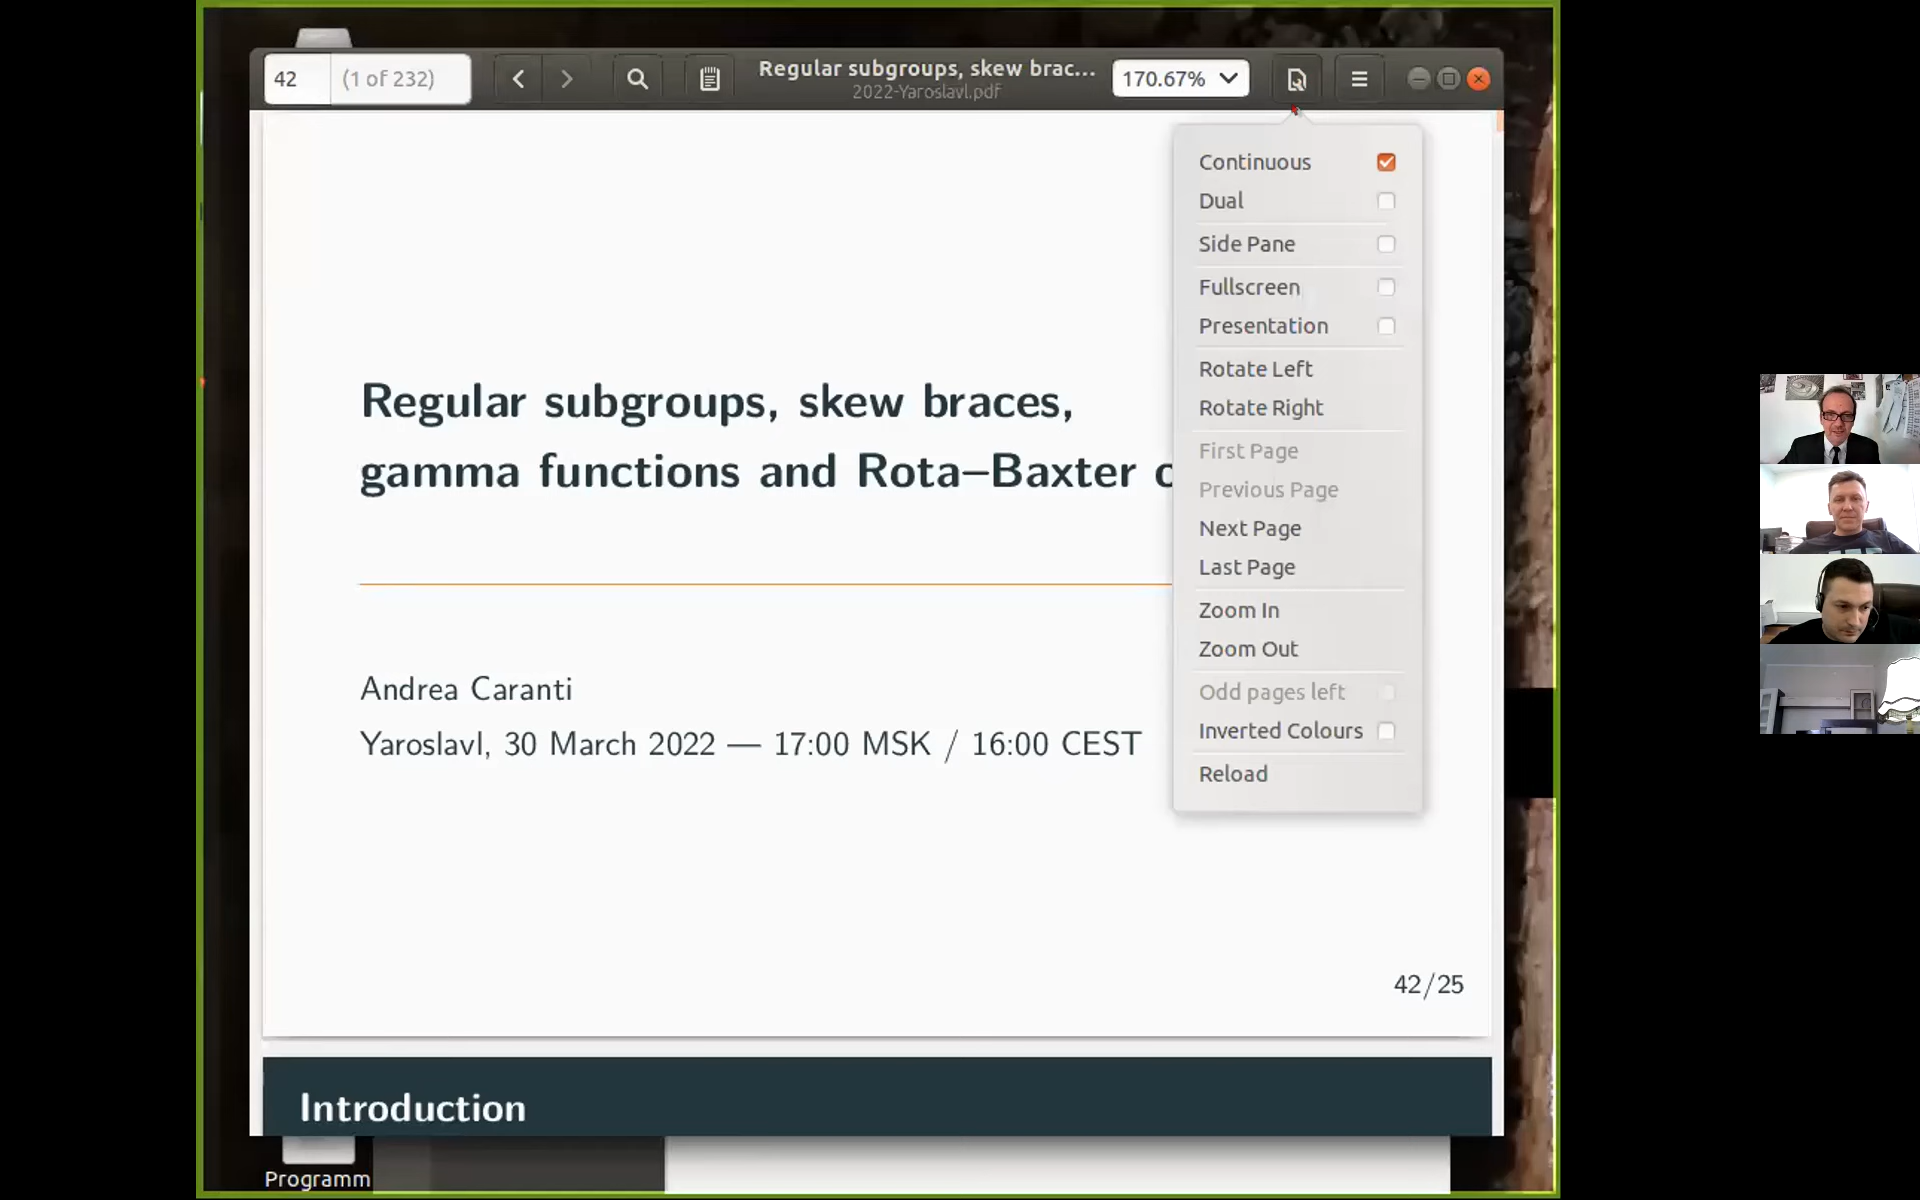 42 (1 of 232)
Regular subgroups, skew brac...
2022-Yaroslavl.pdf
170.67%
Continuous
Dual
Side Pane
Fullscreen
Presentation
Rotate Left
Rotate Right
First Page
Previous Page
Next Page
Last Page
Zoom In
Zoom Out
Odd pages left
Inverted Colours
Reload
Regular subgroups, skew braces,
gamma functions and Rota–Baxter
Andrea Caranti
Yaroslavl, 30 March 2022 — 17:00 MSK / 16:00 CEST
42/25
Introduction
Programm